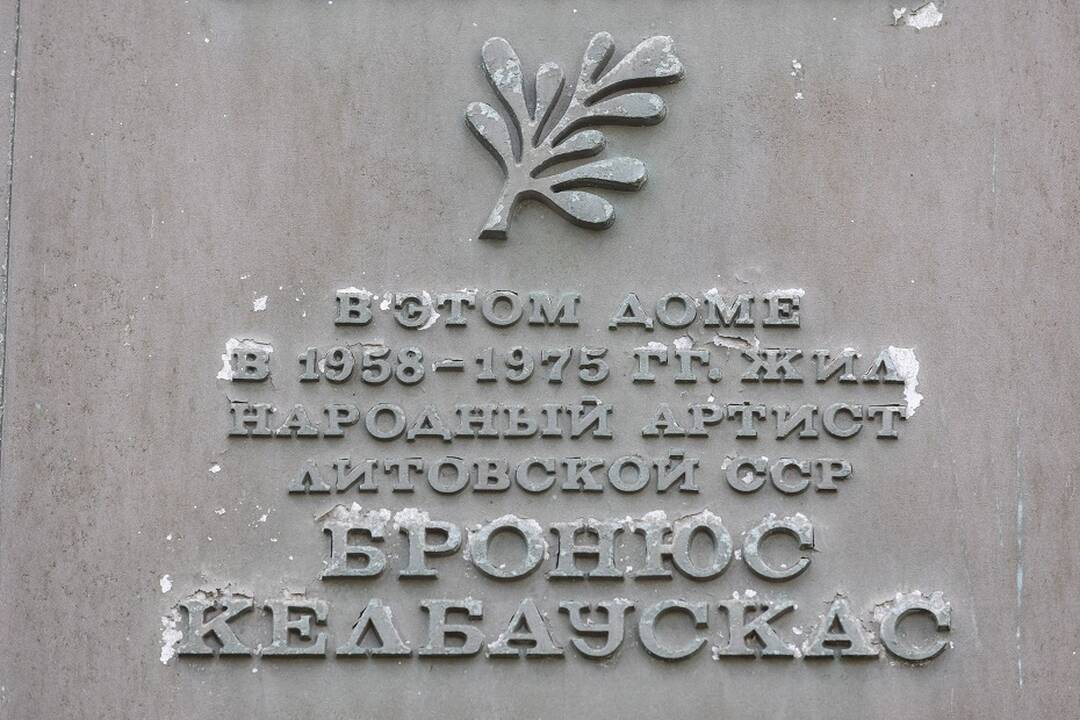 В ЭТОМ ДОМЕ
В 1958-1975 ГГ. ЖИЛ
НАРОДНЫЙ АРТИСТ
ЛИТОВСКОЙ ССР
БРОНЮС
КЕЛБАУСКАС